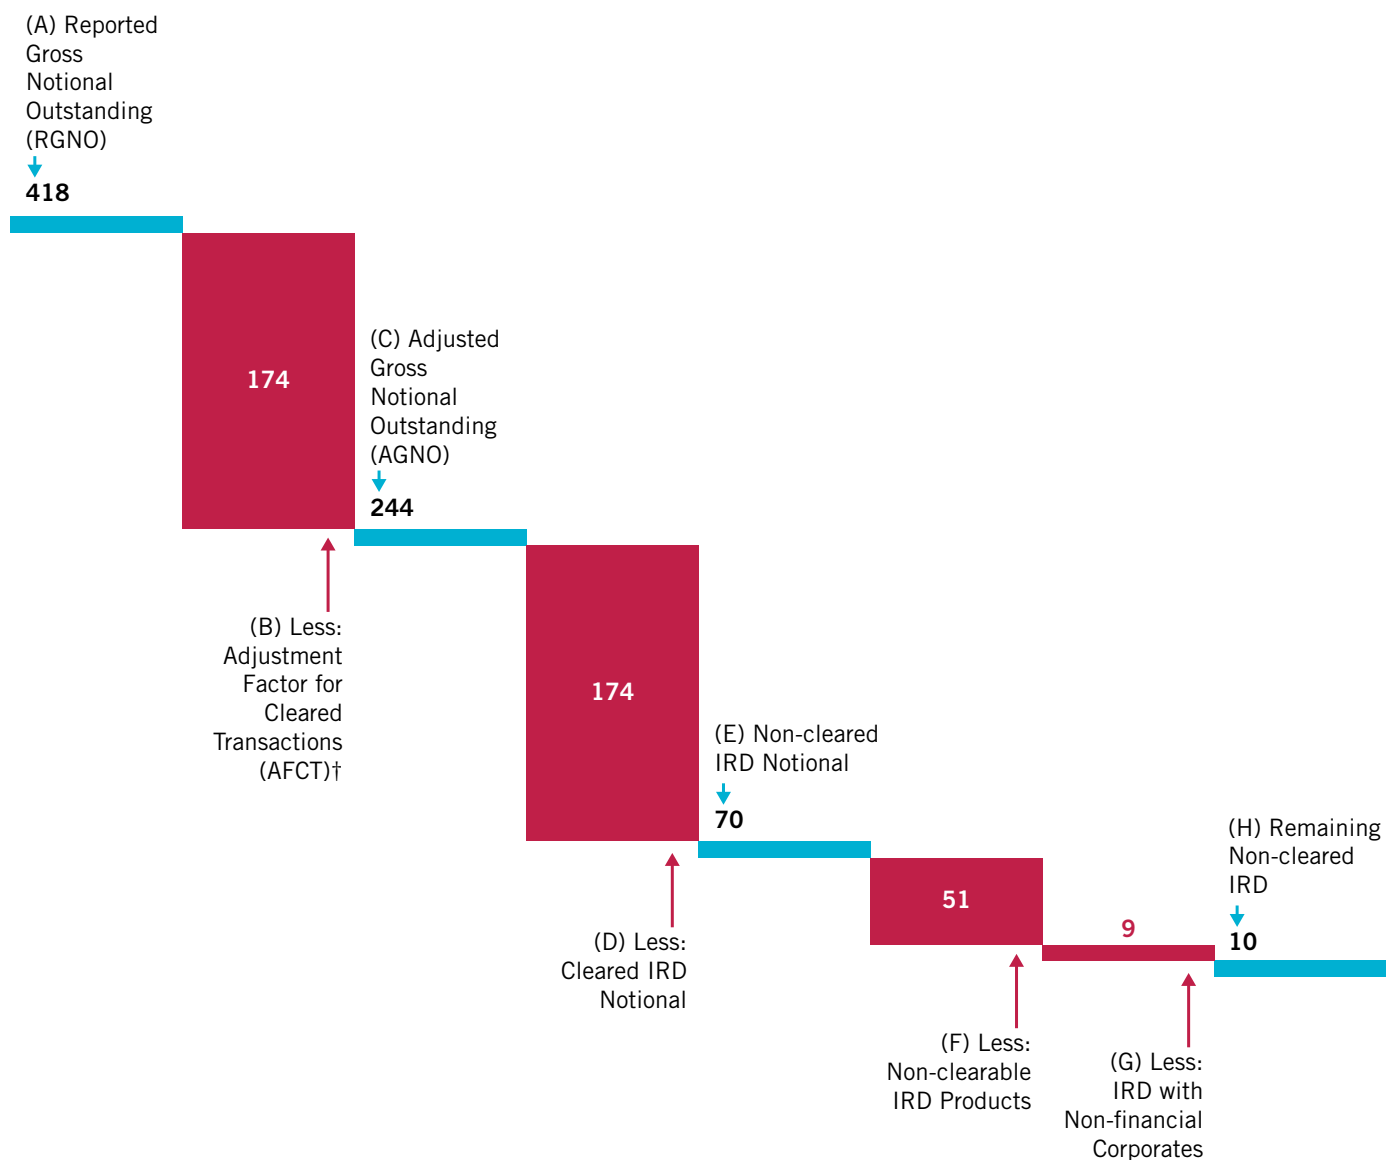 (A) Reported
Gross
Notional
Outstanding
(RGNO)
418
174
(B) Less:
Adjustment
Factor for
Cleared
Transactions
(AFCT)†
(C) Adjusted
Gross
Notional
Outstanding
(AGNO)
244
174
(D) Less:
Cleared IRD
Notional
(E) Non-cleared
IRD Notional
70
51
(F) Less:
Non-clearable
IRD Products
9
(G) Less:
IRD with
Non-financial
Corporates
(H) Remaining
Non-cleared
IRD
10